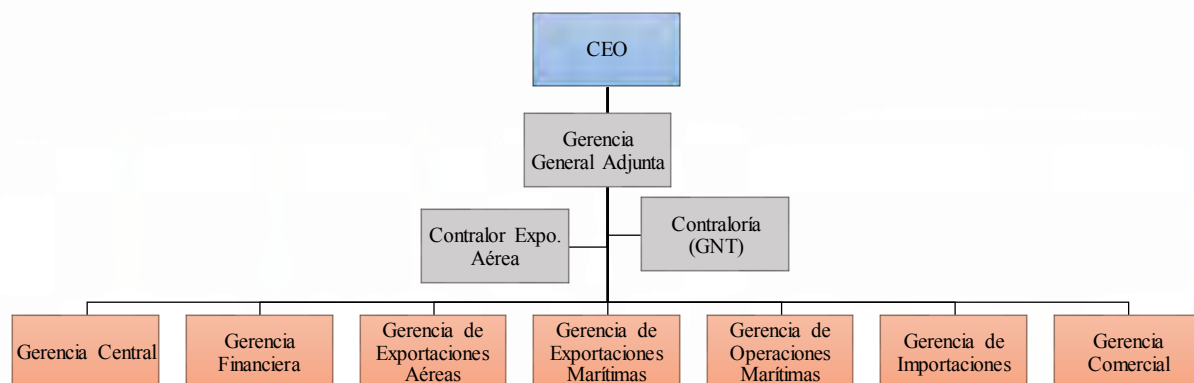 CEO
Gerencia
General Adjunta
Contralor Expo.
Aérea
Contraloría
(GNT)
Gerencia Central
Gerencia
Financiera
Gerencia de
Exportaciones
Aéreas
Gerencia de
Exportaciones
Marítimas
Gerencia de
Operaciones
Marítimas
Gerencia de
Importaciones
Gerencia
Comercial